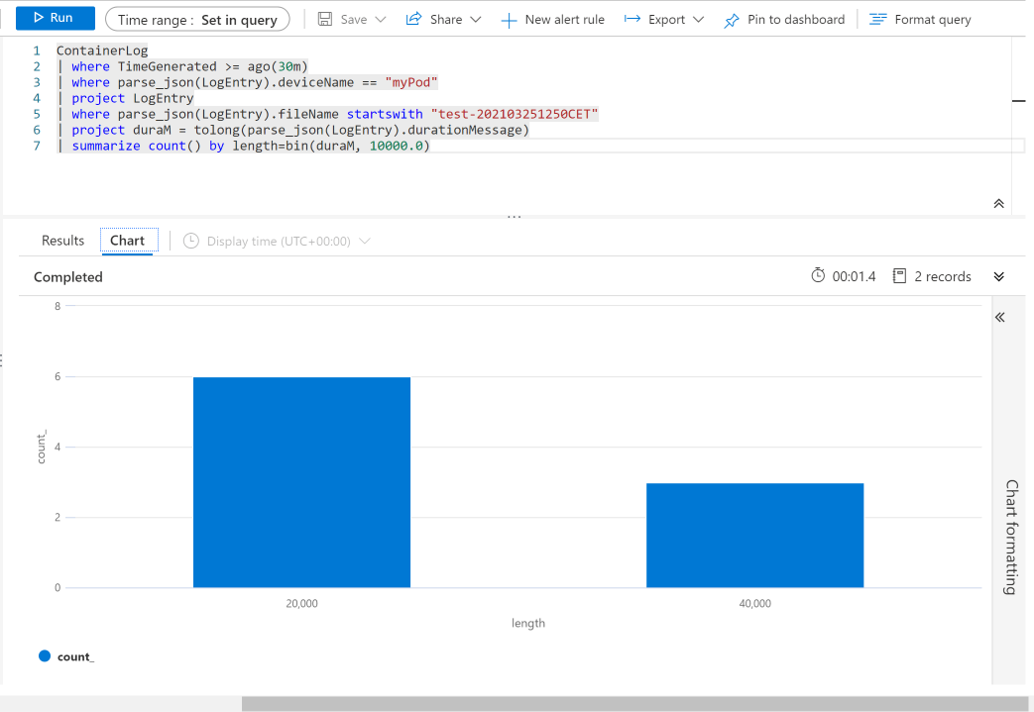 Run Time range : Set in query Save Share New alert rule Export Pin to dashboard Format query
1 ContainerLog
2 | where TimeGenerated >= ago(30m)
3 | where parse_json(LogEntry).deviceName == "myPod"
4 | project LogEntry
5 | where parse_json(LogEntry).fileName startswith "test-202103251250CET"
6 | project duraM = tolong(parse_json(LogEntry).durationMessage)
7 | summarize count() by length=bin(duraM, 10000.0)
Results Chart Display time (UTC+00:00)
Completed 00:01.4 2 records
8
6
4
2
0
count_
20,000 40,000
length
count_
Chart formatting